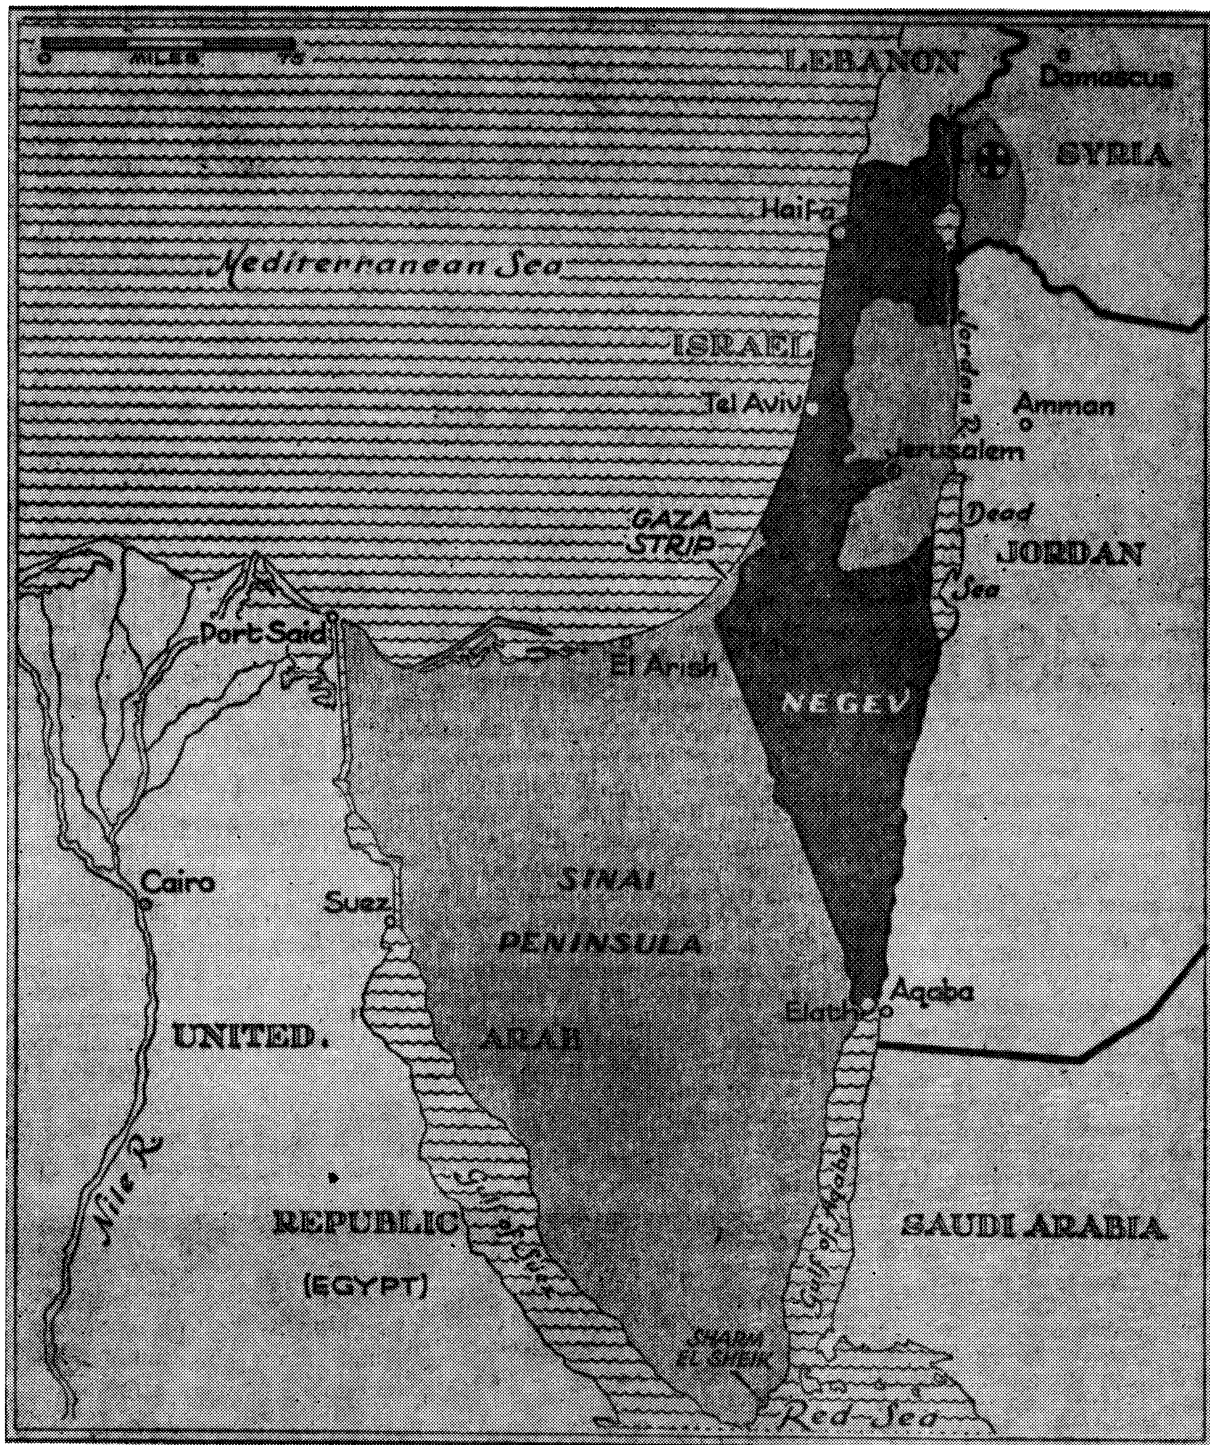 0 MILES 75
LEBANON
Damascus
SYRIA
Haifa
Mediterranean Sea
ISRAEL
Jordan R.
Tel Aviv
Amman
Jerusalem
GAZA
STRIP
Dead
Sea
JORDAN
Port Said
El Arish
NEGEV
Cairo
Suez
SINAI
PENINSULA
Elath
Aqaba
UNITED.
ARAB
REPUBLIC
(EGYPT)
Nile R
Gulf of Suez
Gulf of Aqaba
SAUDI ARABIA
SHARM
EL SHEIK
Red Sea